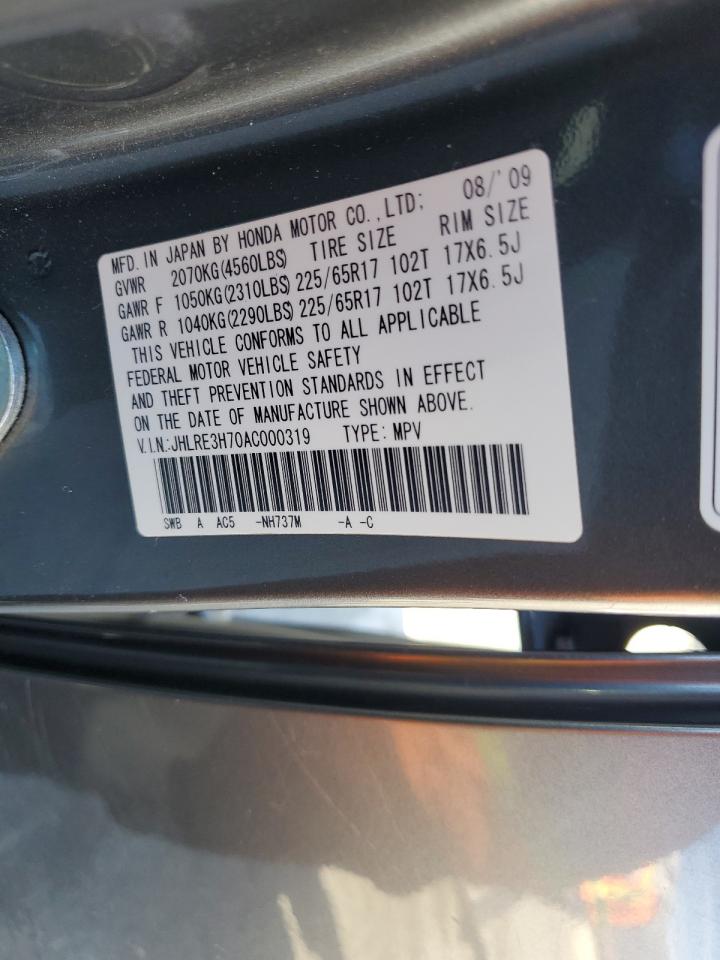 MFD. IN JAPAN BY HONDA MOTOR CO.,LTD; 08/'09
GVWR 2070KG(4560LBS) TIRE SIZE RIM SIZE
GAWR F 1050KG(2310LBS) 225/65R17 102T 17X6.5J
GAWR R 1040KG(2290LBS) 225/65R17 102T 17X6.5J
THIS VEHICLE CONFORMS TO ALL APPLICABLE
FEDERAL MOTOR VEHICLE SAFETY
AND THEFT PREVENTION STANDARDS IN EFFECT
ON THE DATE OF MANUFACTURE SHOWN ABOVE.
V.I.N.:JHLRE3H70AC000319 TYPE: MPV
SWB A AC5 -NH737M -A -C